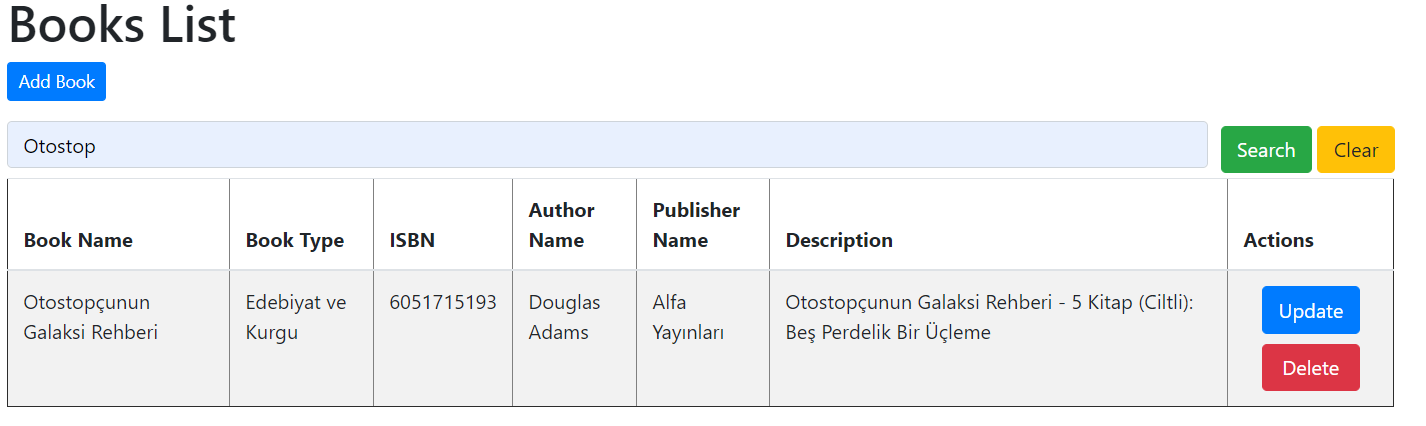 Books List
Add Book
Otostop
Search Clear
Book Name Book Type ISBN Author Name Publisher Name Description Actions
Otostopçunun Galaksi Rehberi Edebiyat ve Kurgu 6051715193 Douglas Adams Alfa Yayınları Otostopçunun Galaksi Rehberi - 5 Kitap (Ciltli): Beş Perdelik Bir Üçleme Update
Delete